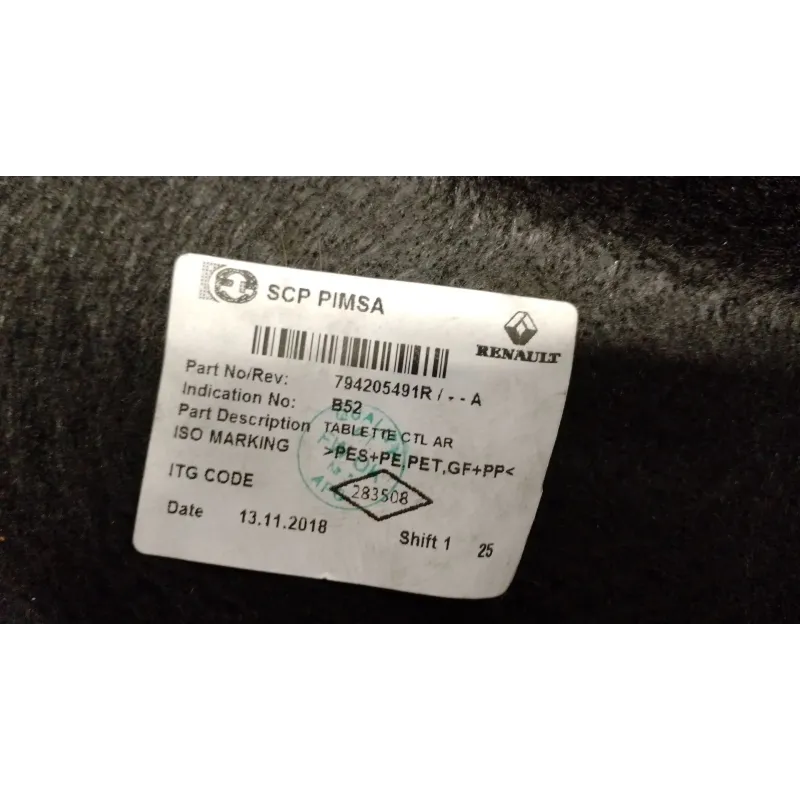 SCP PIMSA
RENAULT
Part No/Rev: 794205491R / - - A
Indication No: B52
Part Description TABLETTE CTL AR
ISO MARKING >PES+PE,PET,GF+PP<
ITG CODE 283508
Date 13.11.2018 Shift 1 25